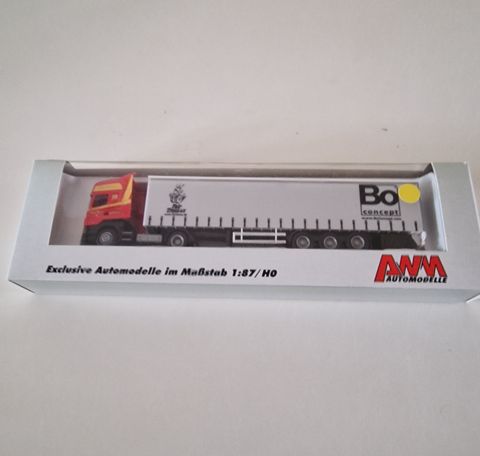 Bo
concept
Exclusive Automodelle im Maßstab 1:87/H0
AWM
AUTOMODELLE